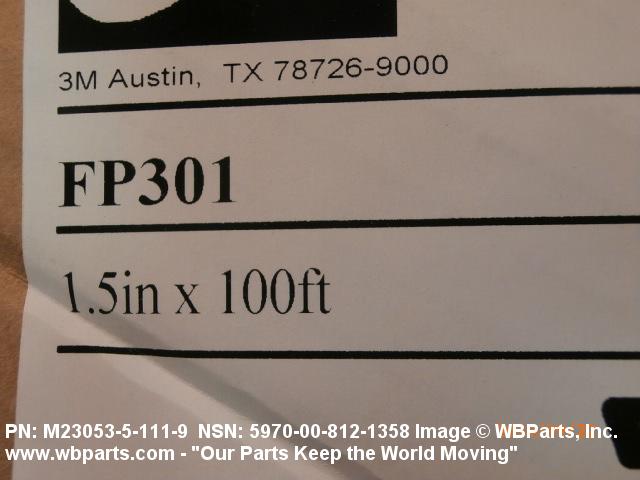 3M Austin, TX 78726-9000
FP301
1.5in x 100ft
PN: M23053-5-111-9 NSN: 5970-00-812-1358 Image © WBParts, Inc.
www.wbparts.com - "Our Parts Keep the World Moving"